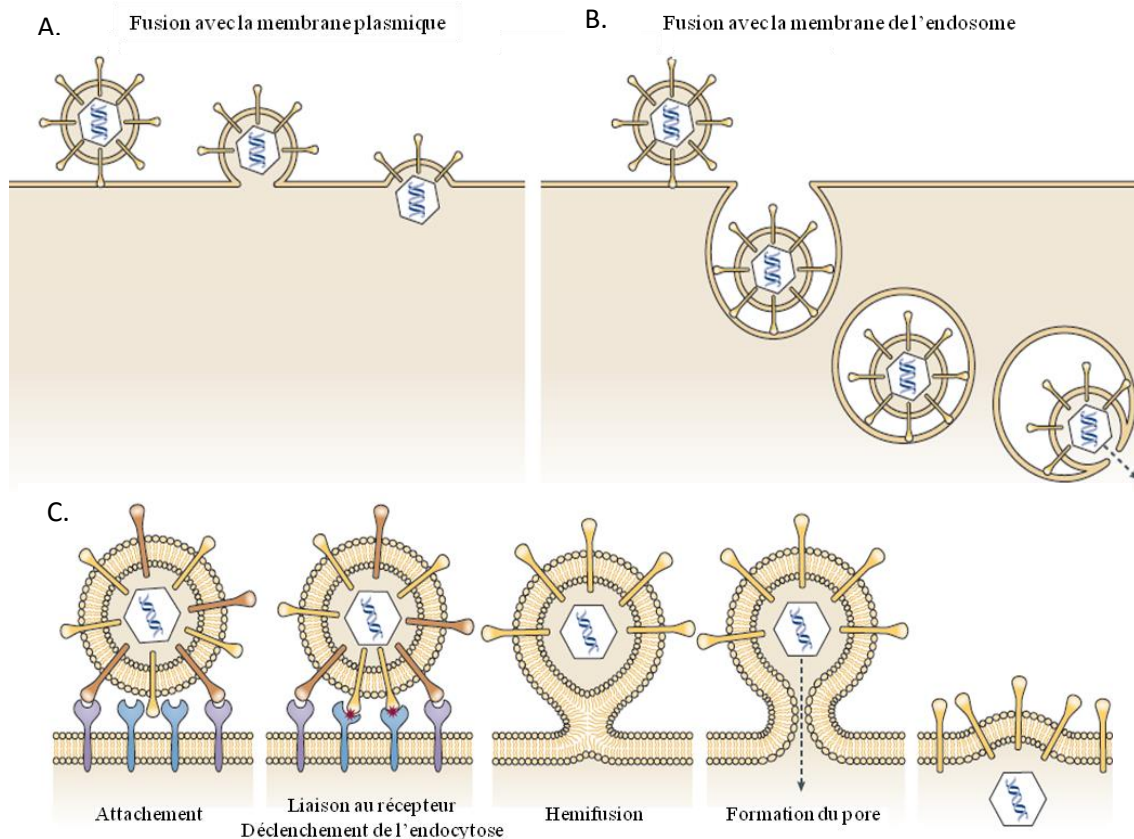 A.
Fusion avec la membrane plasmique
B.
Fusion avec la membrane de l'endosome
C.
Attachement
Liaison au récepteur
Déclenchement de l'endocytose
Hemifusion
Formation du pore